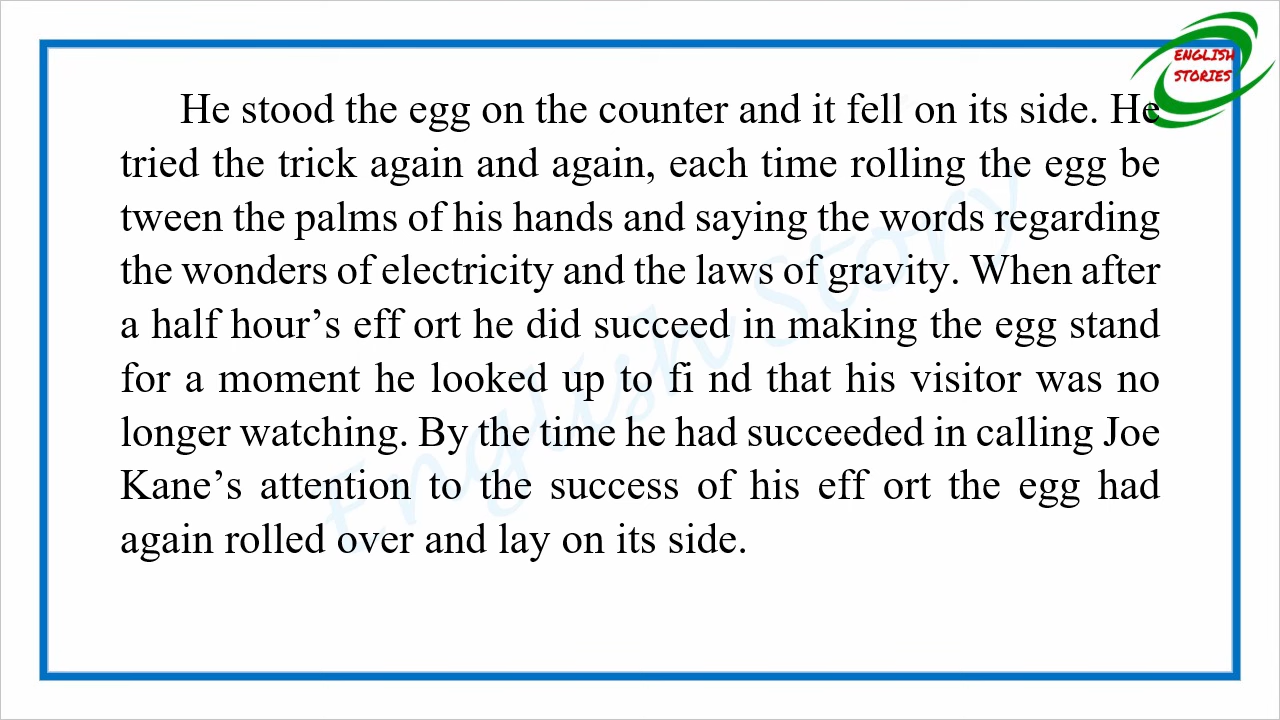 ENGLISH
STORIES
He stood the egg on the counter and it fell on its side. He
tried the trick again and again, each time rolling the egg be
tween the palms of his hands and saying the words regarding
the wonders of electricity and the laws of gravity. When after
a half hour’s eff ort he did succeed in making the egg stand
for a moment he looked up to fi nd that his visitor was no
longer watching. By the time he had succeeded in calling Joe
Kane’s attention to the success of his eff ort the egg had
again rolled over and lay on its side.
English Story